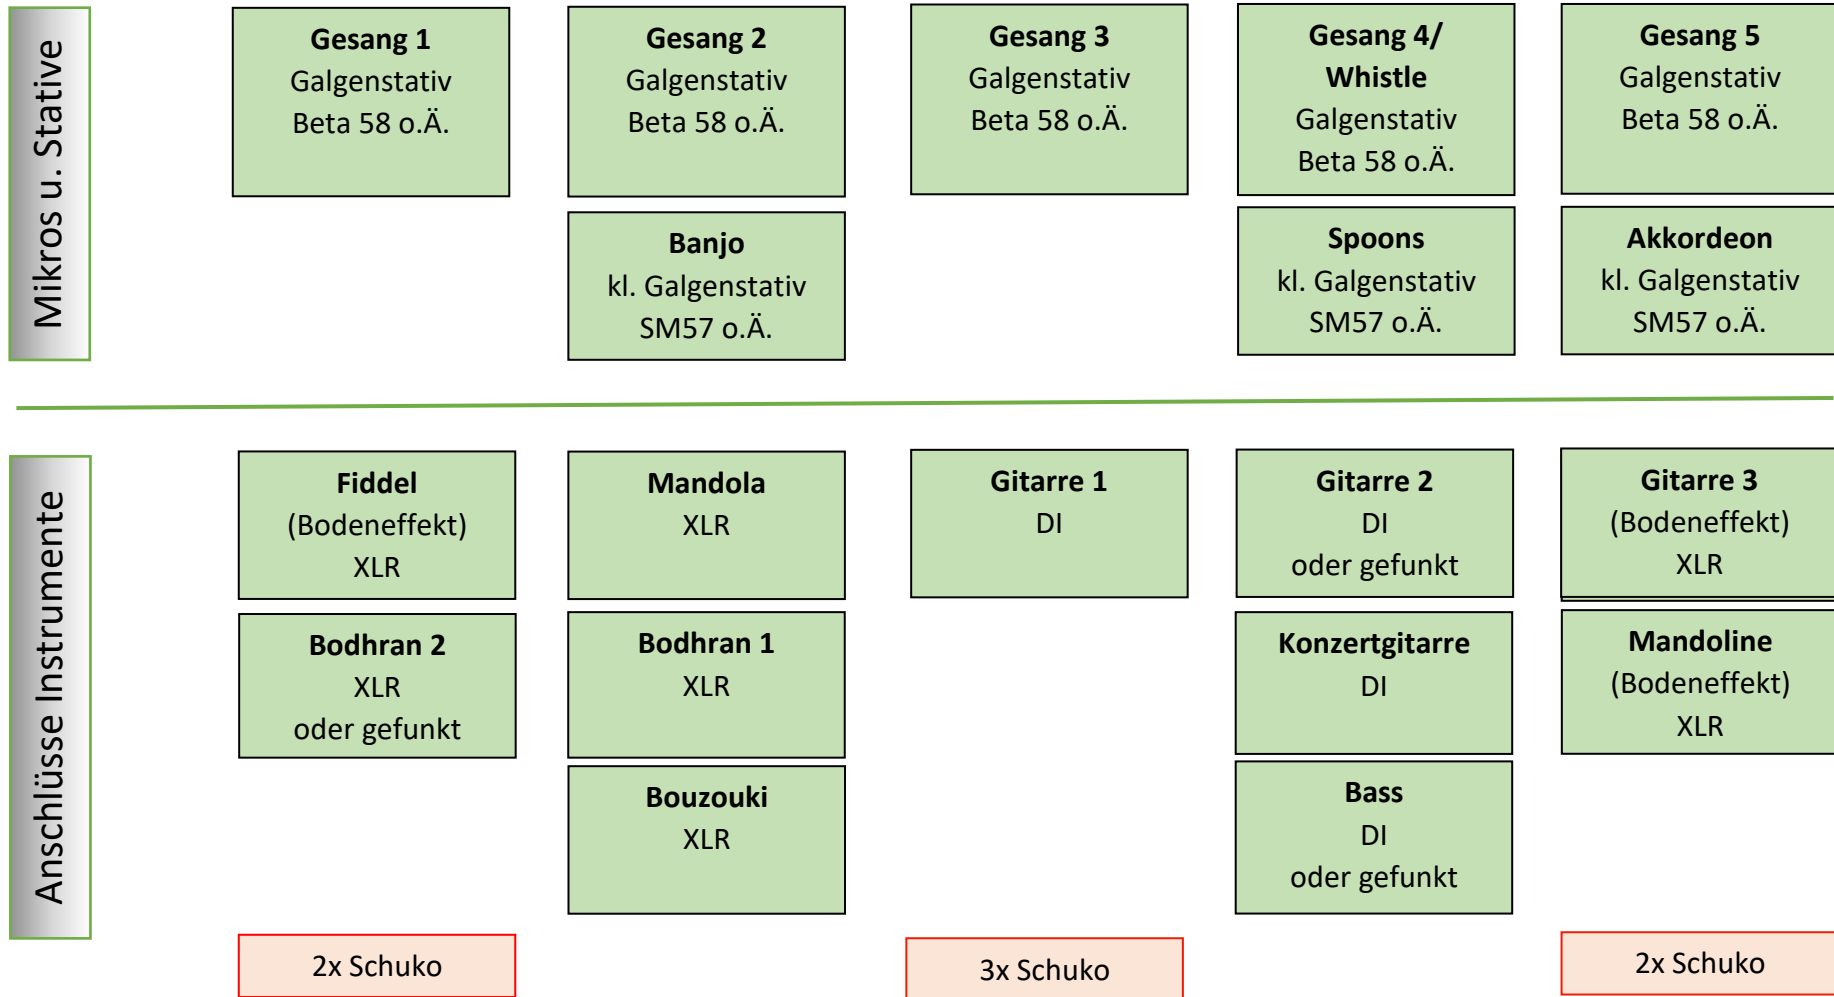 Mikros u. Stative
Gesang 1
Galgenstativ
Beta 58 o.Ä.
Gesang 2
Galgenstativ
Beta 58 o.Ä.
Gesang 3
Galgenstativ
Beta 58 o.Ä.
Gesang 4/
Whistle
Galgenstativ
Beta 58 o.Ä.
Gesang 5
Galgenstativ
Beta 58 o.Ä.
Banjo
kl. Galgenstativ
SM57 o.Ä.
Spoons
kl. Galgenstativ
SM57 o.Ä.
Akkordeon
kl. Galgenstativ
SM57 o.Ä.
Anschlüsse Instrumente
Fiddel
(Bodeneffekt)
XLR
Mandola
XLR
Gitarre 1
DI
Gitarre 2
DI
oder gefunkt
Gitarre 3
(Bodeneffekt)
XLR
Bodhran 2
XLR
oder gefunkt
Bodhran 1
XLR
Konzertgitarre
DI
Mandoline
(Bodeneffekt)
XLR
Bouzouki
XLR
Bass
DI
oder gefunkt
2x Schuko
3x Schuko
2x Schuko